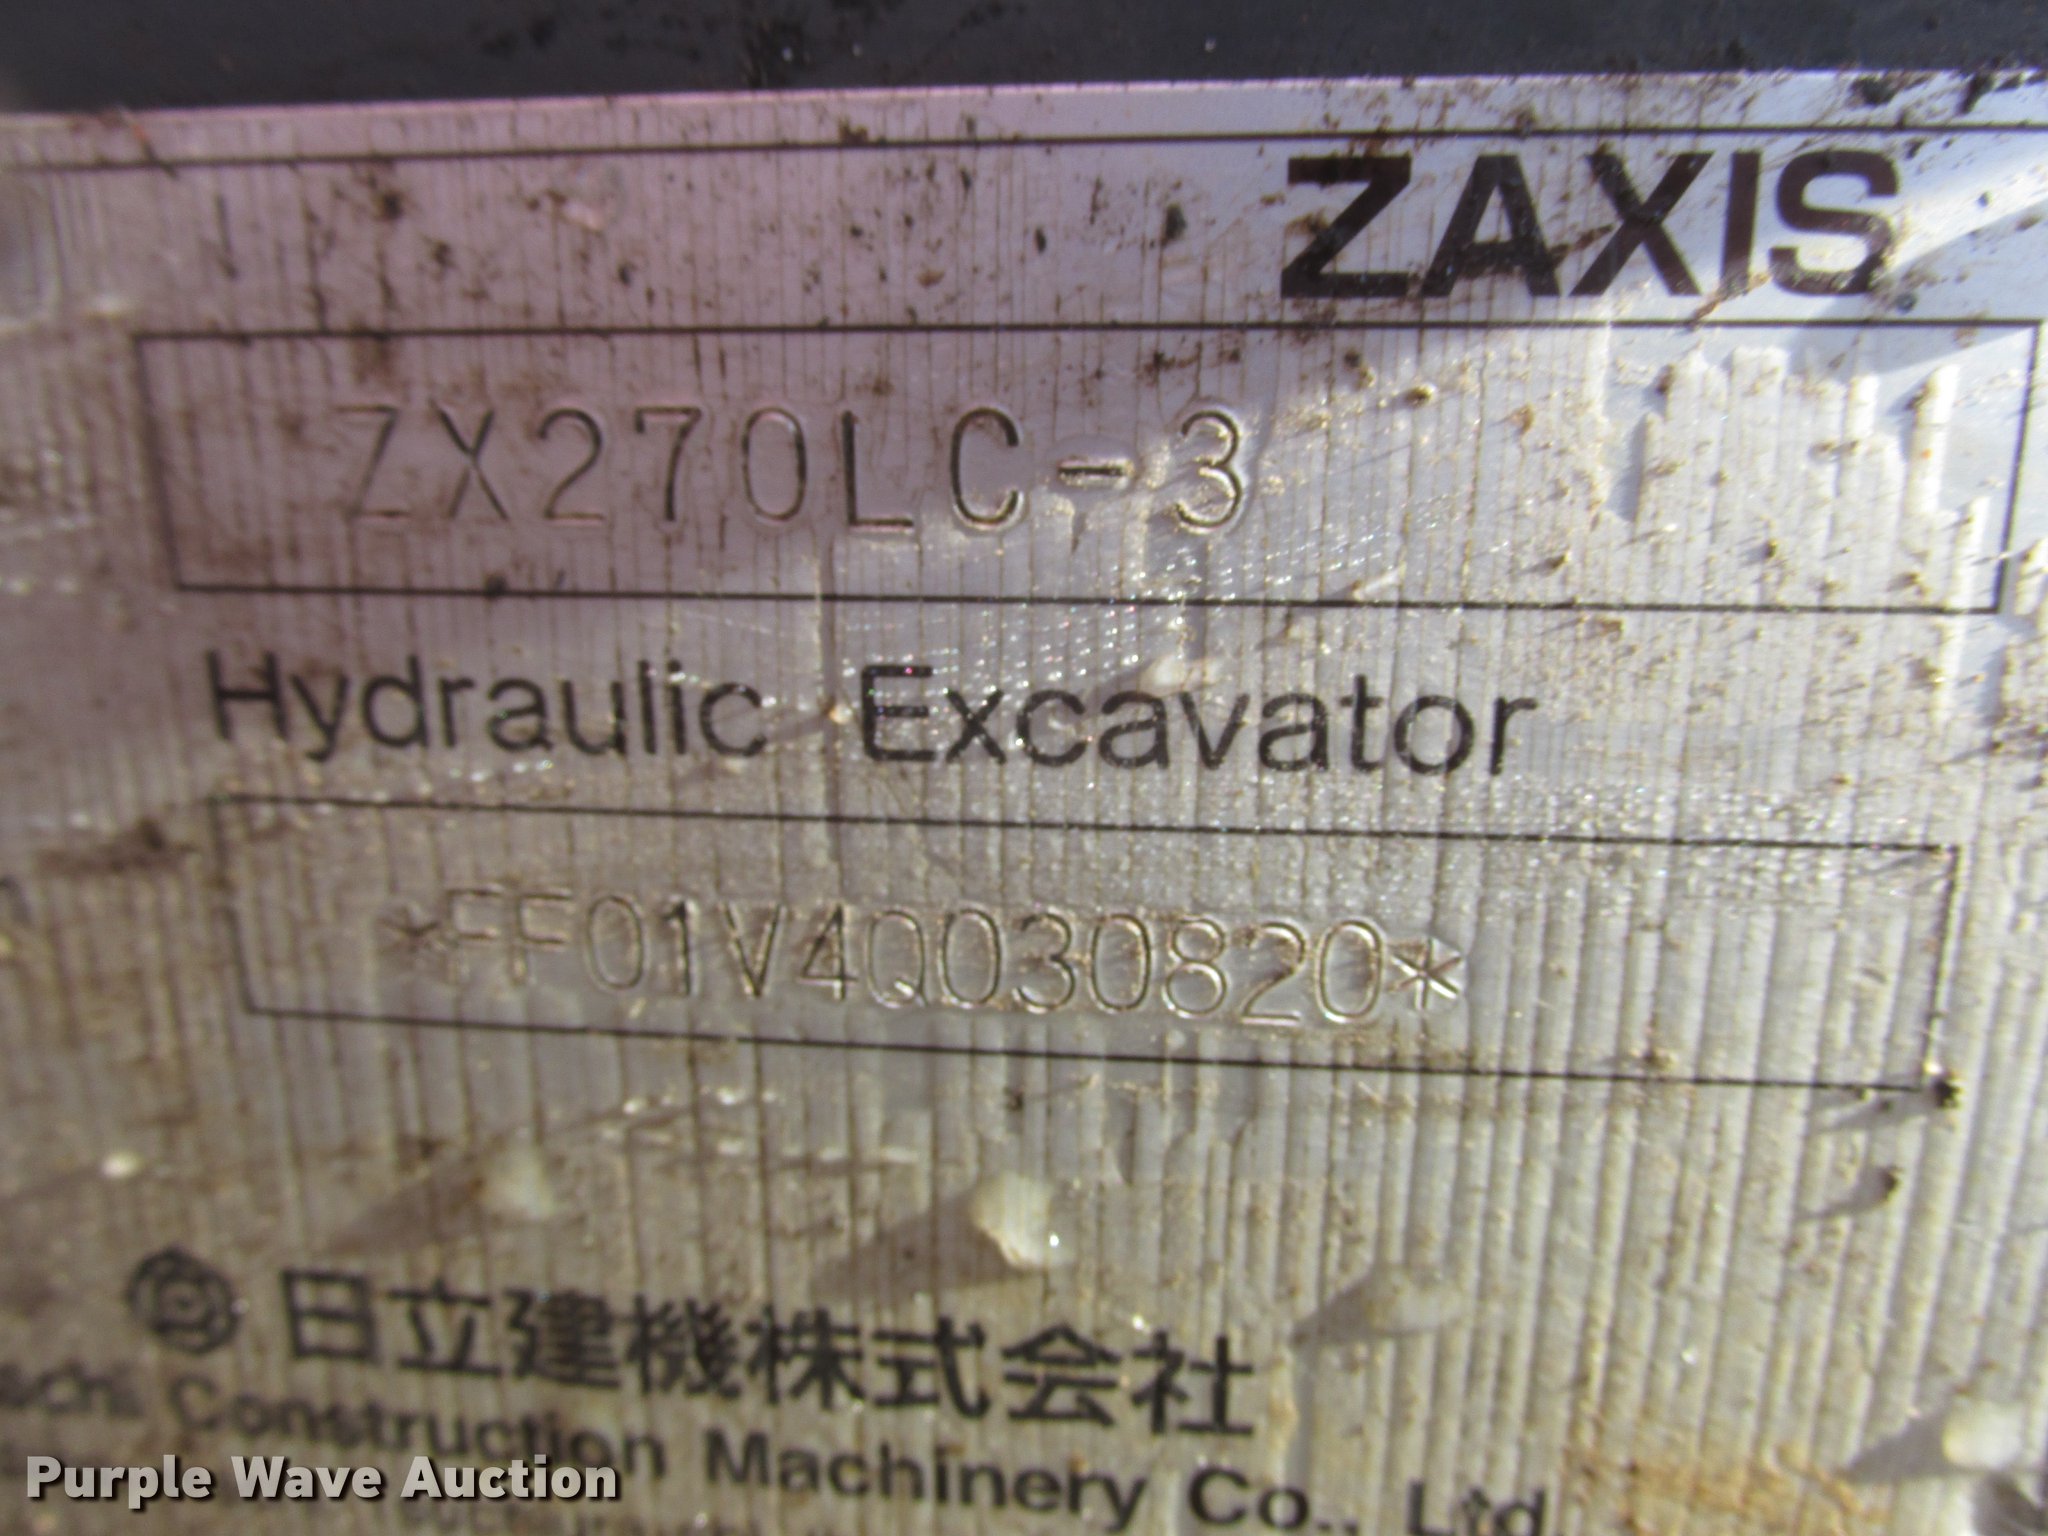 ZAXIS
ZX270LC-3
Hydraulic Excavator
*FF01V4Q030820*
日立建機株式会社
Construction Machinery Co., Ltd.
Purple Wave Auction